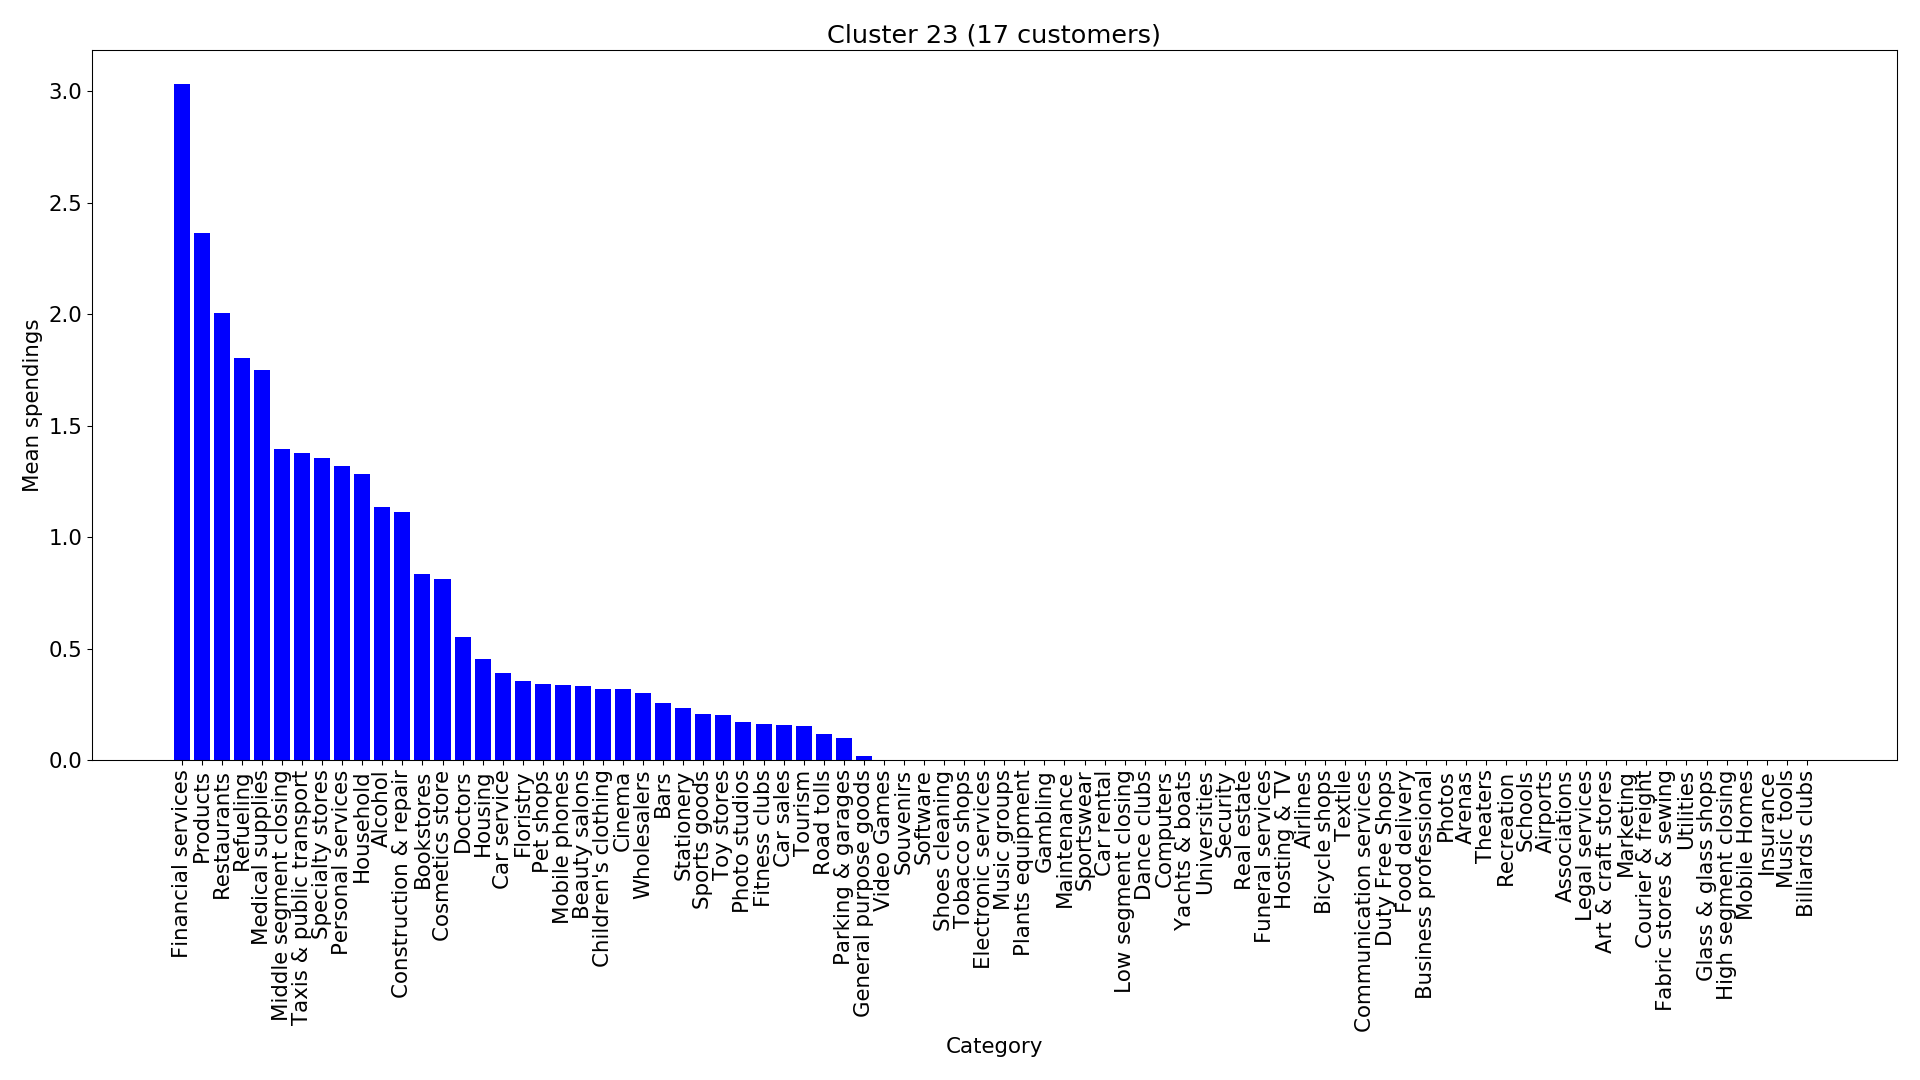 Cluster 23 (17 customers)
Mean spendings
3.0
2.5
2.0
1.5
1.0
0.5
0.0
Financial services
Products
Restaurants
Refueling
Medical supplies
Middle segment closing
Taxis & public transport
Specialty stores
Personal services
Household
Alcohol
Construction & repair
Bookstores
Cosmetics store
Doctors
Housing
Car service
Floristry
Pet shops
Mobile phones
Beauty salons
Children's clothing
Cinema
Wholesalers
Bars
Stationery
Sports goods
Toy stores
Photo studios
Fitness clubs
Car sales
Tourism
Road tolls
Parking & garages
General purpose goods
Video Games
Souvenirs
Software
Shoes cleaning
Tobacco shops
Electronic services
Music groups
Plants equipment
Gambling
Maintenance
Sportswear
Car rental
Low segment closing
Dance clubs
Computers
Yachts & boats
Universities
Security
Real estate
Funeral services
Hosting & TV
Airlines
Bicycle shops
Textile
Communication services
Duty Free Shops
Food delivery
Business professional
Photos
Arenas
Theaters
Recreation
Schools
Airports
Associations
Legal services
Art & craft stores
Marketing
Courier & freight
Fabric stores & sewing
Utilities
Glass & glass shops
High segment closing
Mobile Homes
Insurance
Music tools
Billiards clubs
Category